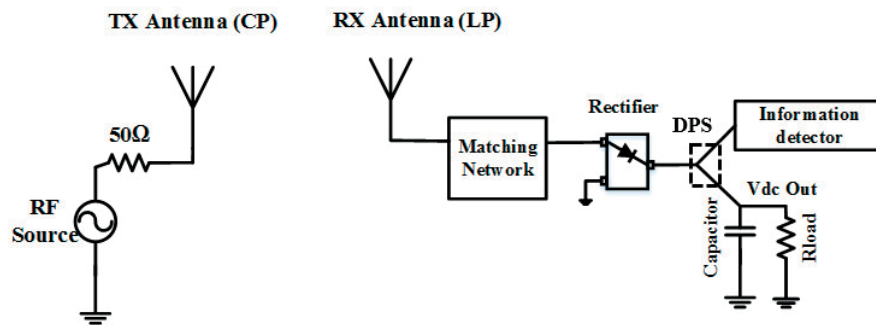 TX Antenna (CP)
RX Antenna (LP)
50Ω
RF
Source
Matching
Network
Rectifier
DPS
Information
detector
Vdc Out
Capacitor
Rload